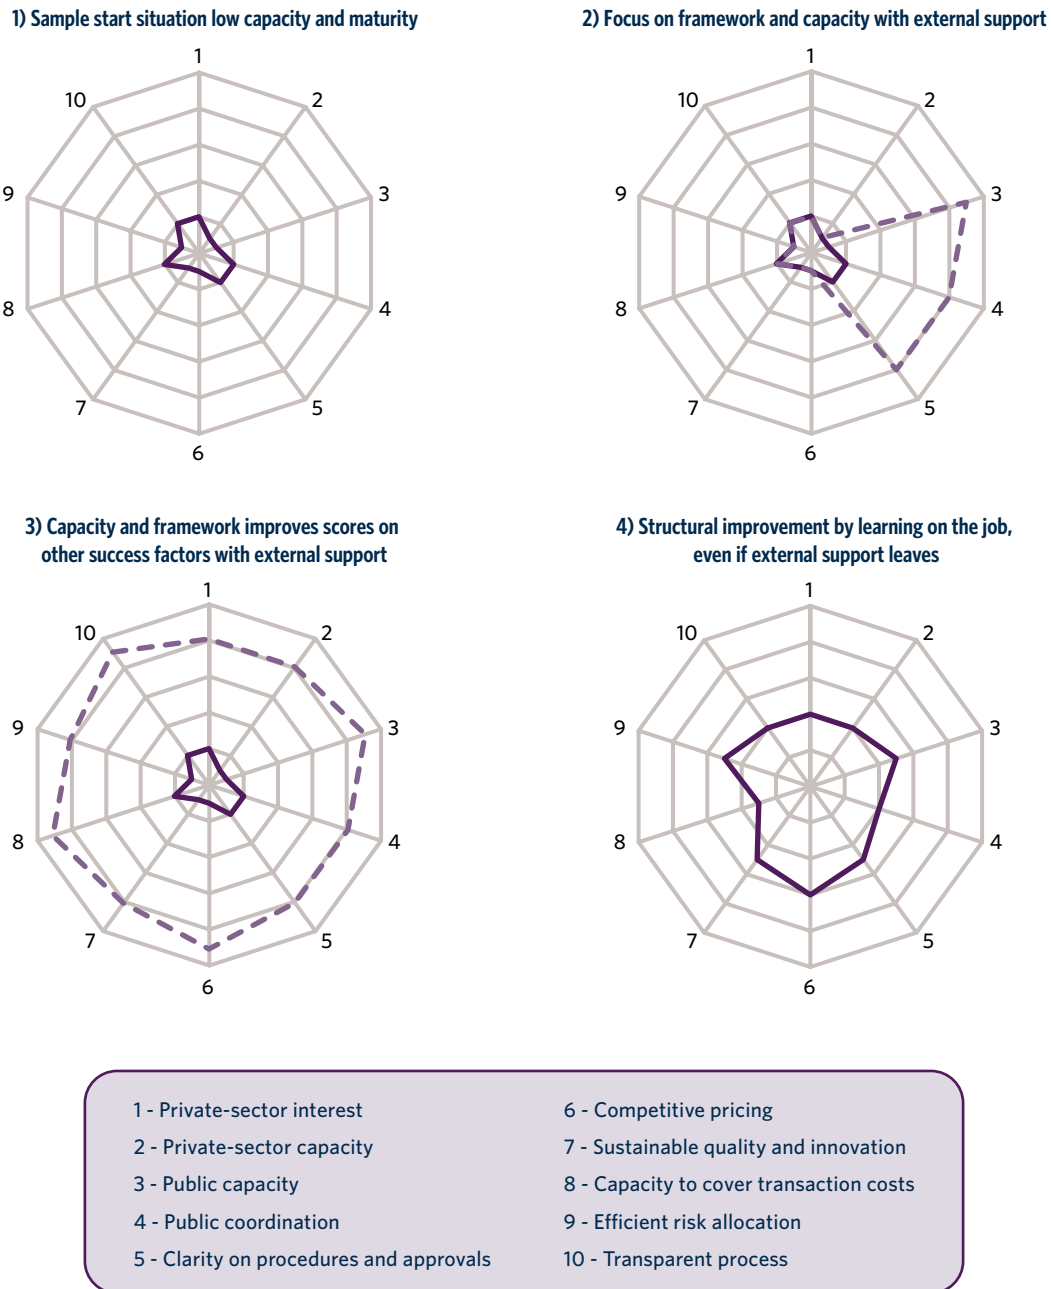 1) Sample start situation low capacity and maturity
1
2
3
4
5
6
7
8
9
10
2) Focus on framework and capacity with external support
1
2
3
4
5
6
7
8
9
10
3) Capacity and framework improves scores on
other success factors with external support
1
2
3
4
5
6
7
8
9
10
4) Structural improvement by learning on the job,
even if external support leaves
1
2
3
4
5
6
7
8
9
10
1 - Private-sector interest
2 - Private-sector capacity
3 - Public capacity
4 - Public coordination
5 - Clarity on procedures and approvals
6 - Competitive pricing
7 - Sustainable quality and innovation
8 - Capacity to cover transaction costs
9 - Efficient risk allocation
10 - Transparent process